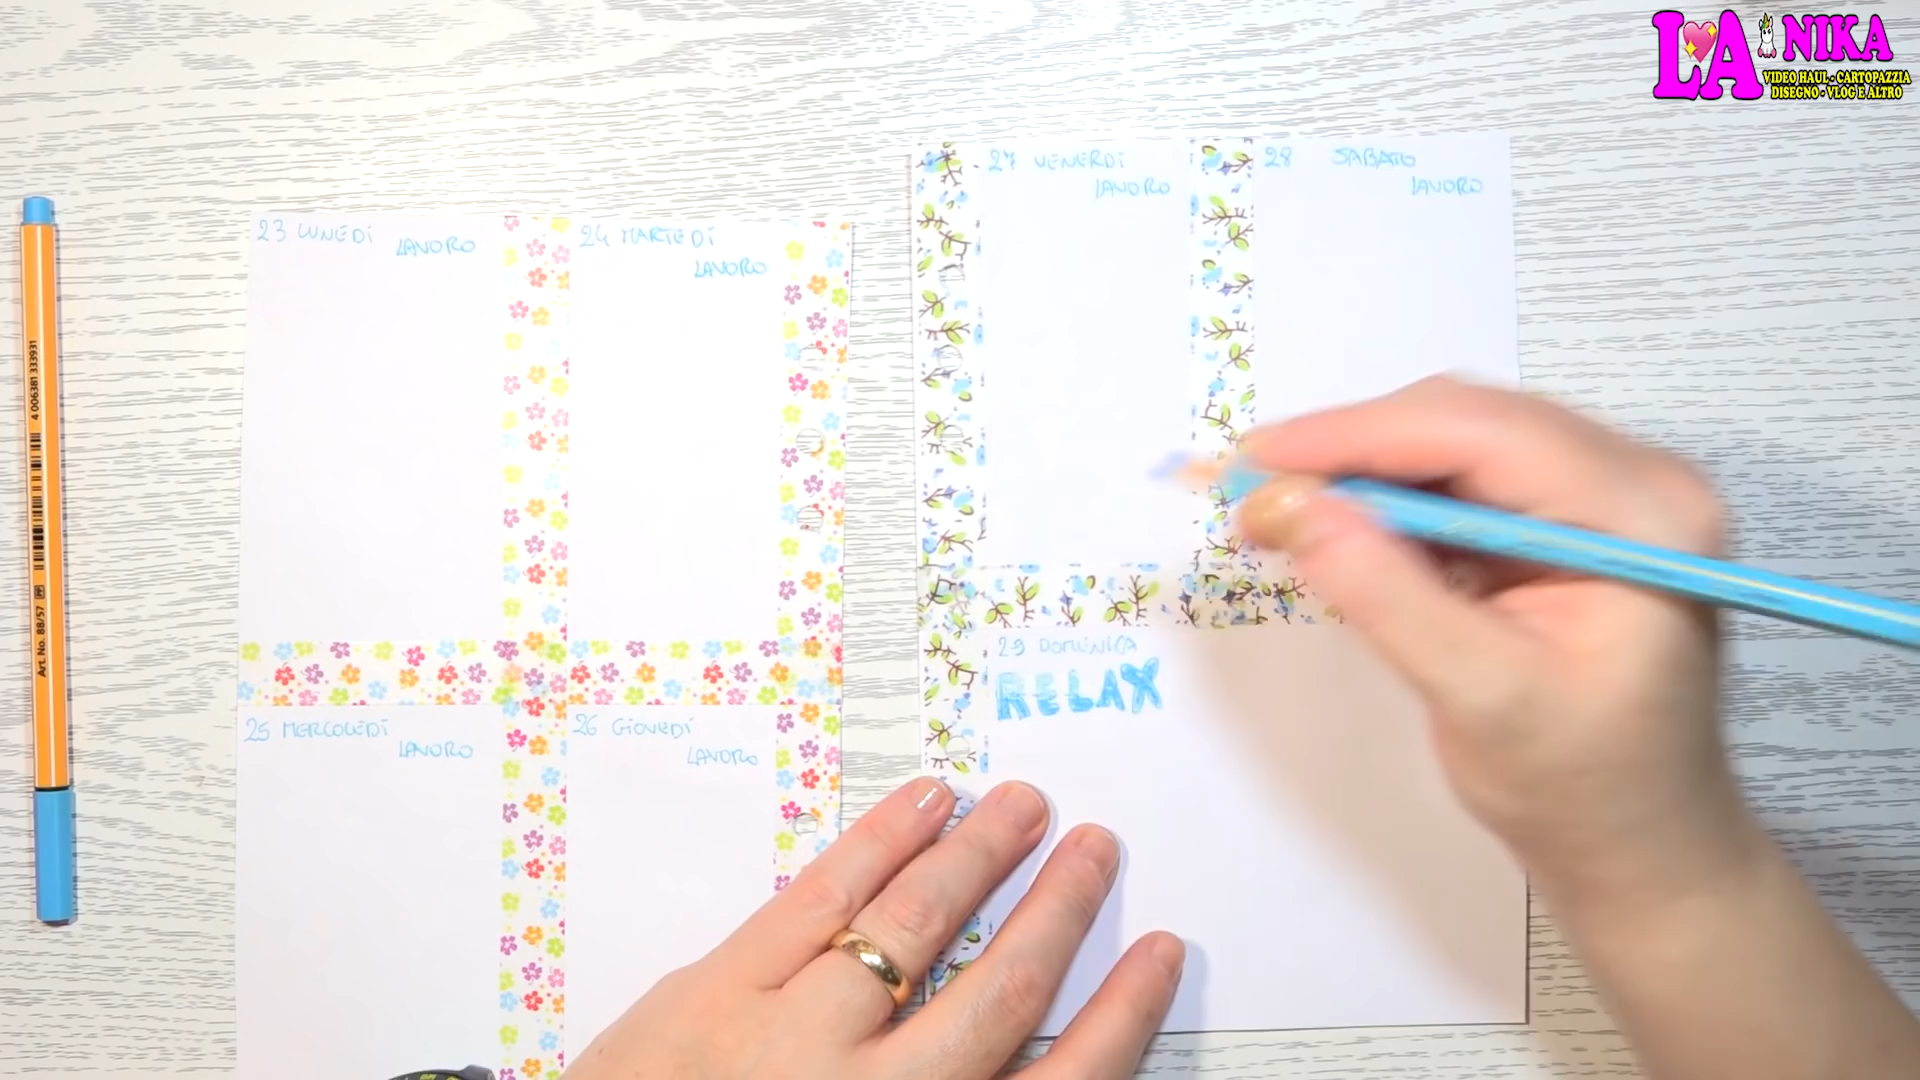 LA NIKA
VIDEO HAUL - CARTOPAZZIA
DISEGNO - VLOG E ALTRO
23 LUNEDÌ
LAVORO
24 MARTEDÌ
LAVORO
25 MERCOLEDÌ
LAVORO
26 GIOVEDÌ
LAVORO
27 VENERDÌ
LAVORO
28 SABATO
LAVORO
29 DOMENICA
RELAX
4 006381 333931
Art. No. 88/57 PP